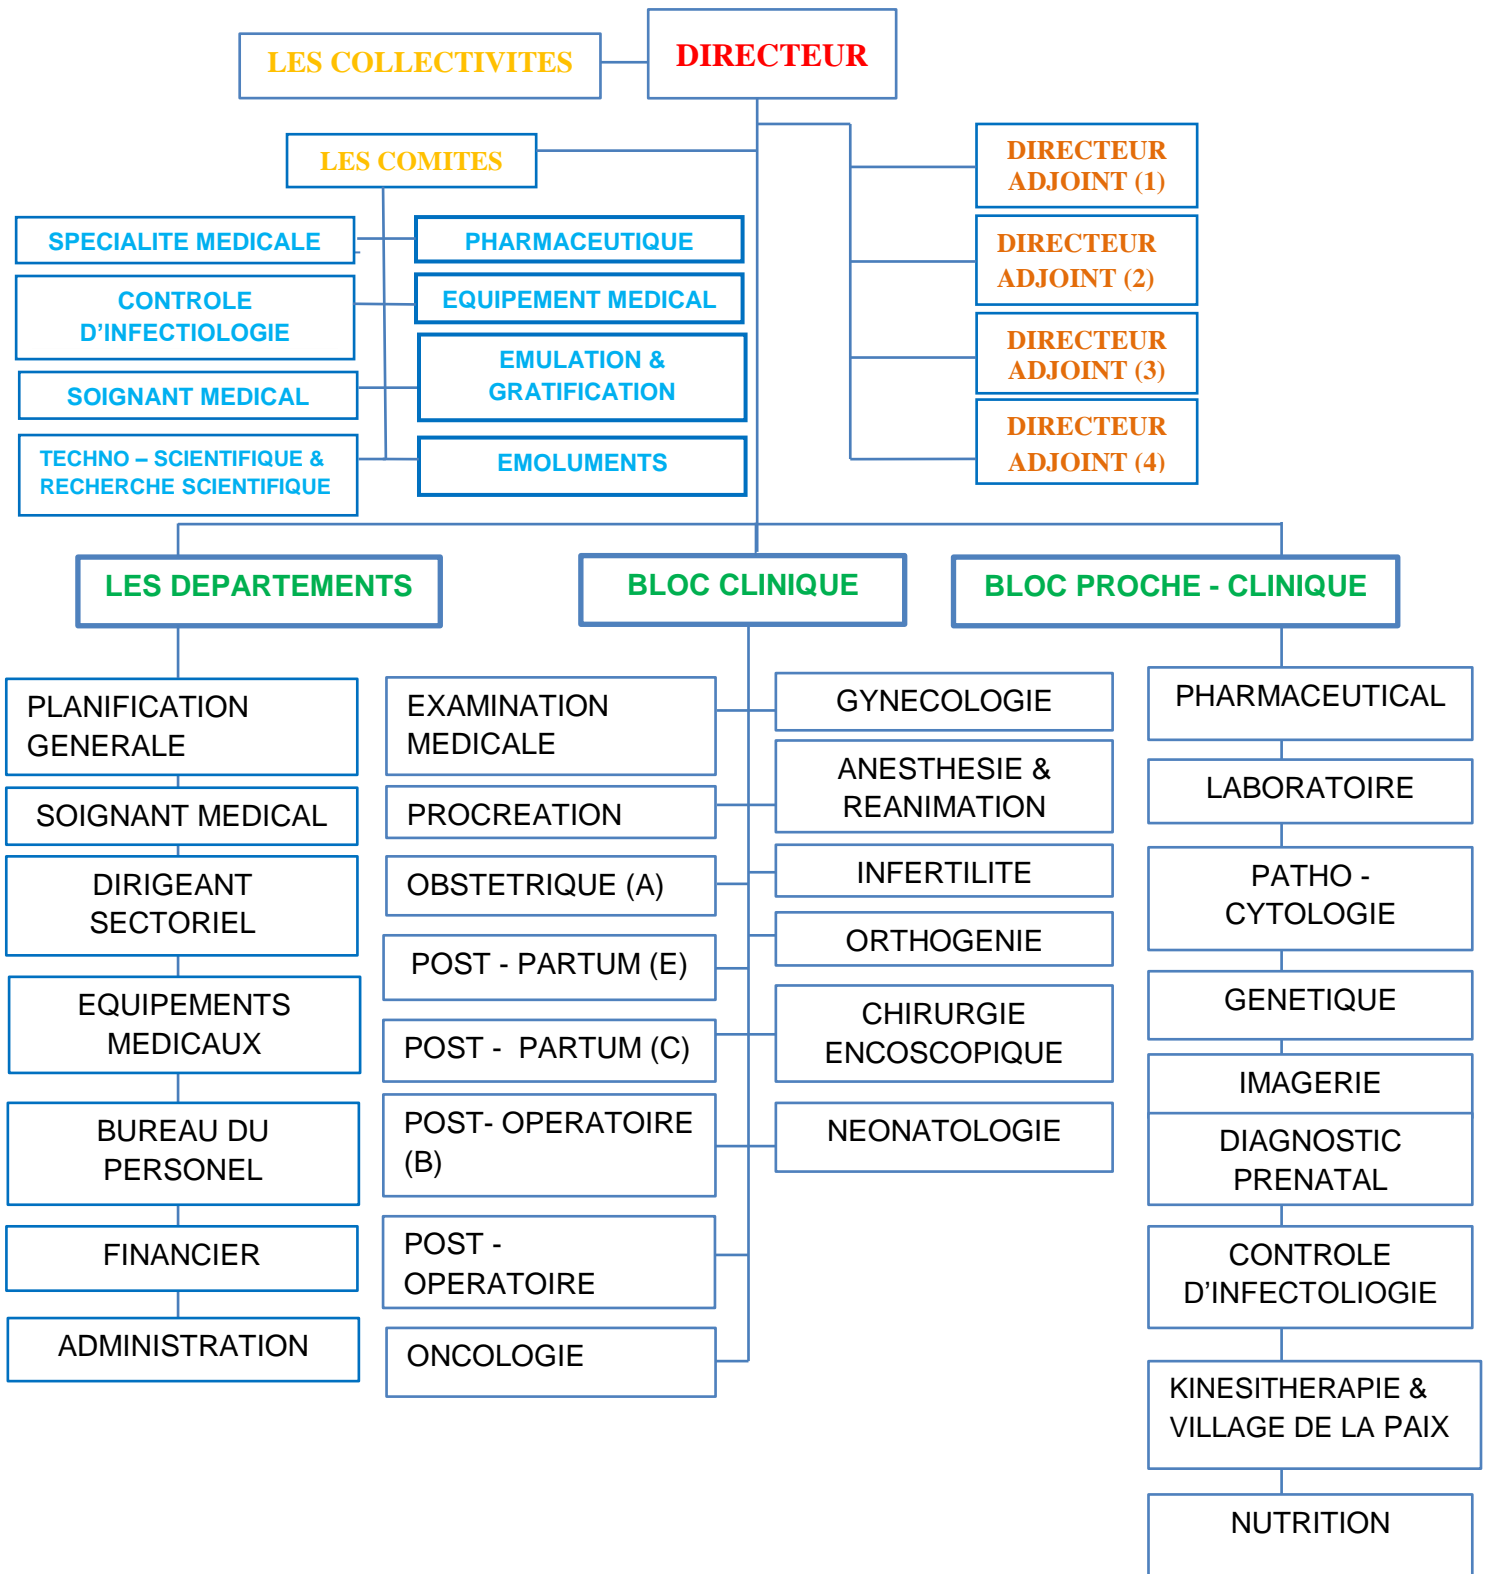 LES COLLECTIVITES
DIRECTEUR
LES COMITES
DIRECTEUR
ADJOINT (1)
DIRECTEUR
ADJOINT (2)
DIRECTEUR
ADJOINT (3)
DIRECTEUR
ADJOINT (4)
SPECIALITE MEDICALE
PHARMACEUTIQUE
CONTROLE
D’INFECTIOLOGIE
EQUIPEMENT MEDICAL
SOIGNANT MEDICAL
EMULATION &
GRATIFICATION
TECHNO – SCIENTIFIQUE &
RECHERCHE SCIENTIFIQUE
EMOLUMENTS
LES DEPARTEMENTS
BLOC CLINIQUE
BLOC PROCHE - CLINIQUE
PLANIFICATION
GENERALE
SOIGNANT MEDICAL
DIRIGEANT
SECTORIEL
EQUIPEMENTS
MEDICAUX
BUREAU DU
PERSONEL
FINANCIER
ADMINISTRATION
EXAMINATION
MEDICALE
PROCREATION
OBSTETRIQUE (A)
POST - PARTUM (E)
POST - PARTUM (C)
POST- OPERATOIRE
(B)
POST -
OPERATOIRE
ONCOLOGIE
GYNECOLOGIE
ANESTHESIE &
REANIMATION
INFERTILITE
ORTHOGENIE
CHIRURGIE
ENCOSCOPIQUE
NEONATOLOGIE
PHARMACEUTICAL
LABORATOIRE
PATHO -
CYTOLOGIE
GENETIQUE
IMAGERIE
DIAGNOSTIC
PRENATAL
CONTROLE
D’INFECTOLIOGIE
KINESITHERAPIE &
VILLAGE DE LA PAIX
NUTRITION